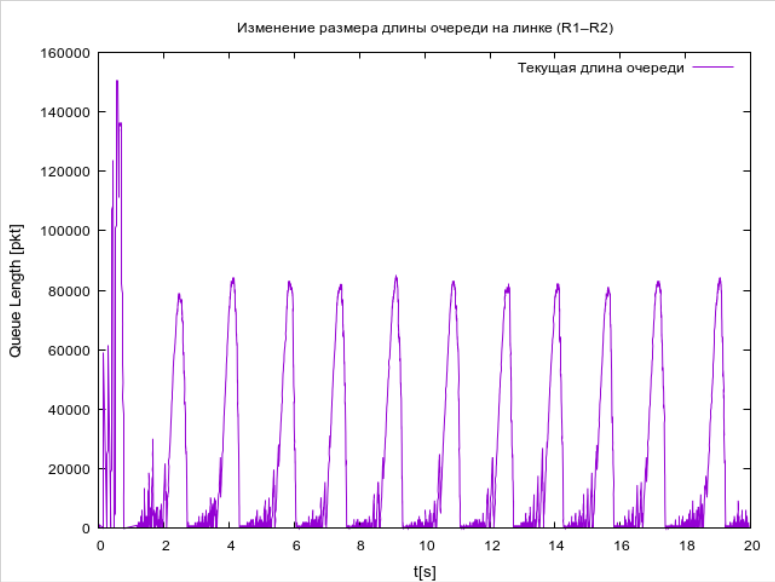 Изменение размера длины очереди на линке (R1–R2)
Текущая длина очереди
Queue Length [pkt]
160000
140000
120000
100000
80000
60000
40000
20000
0
0 2 4 6 8 10 12 14 16 18 20
t[s]